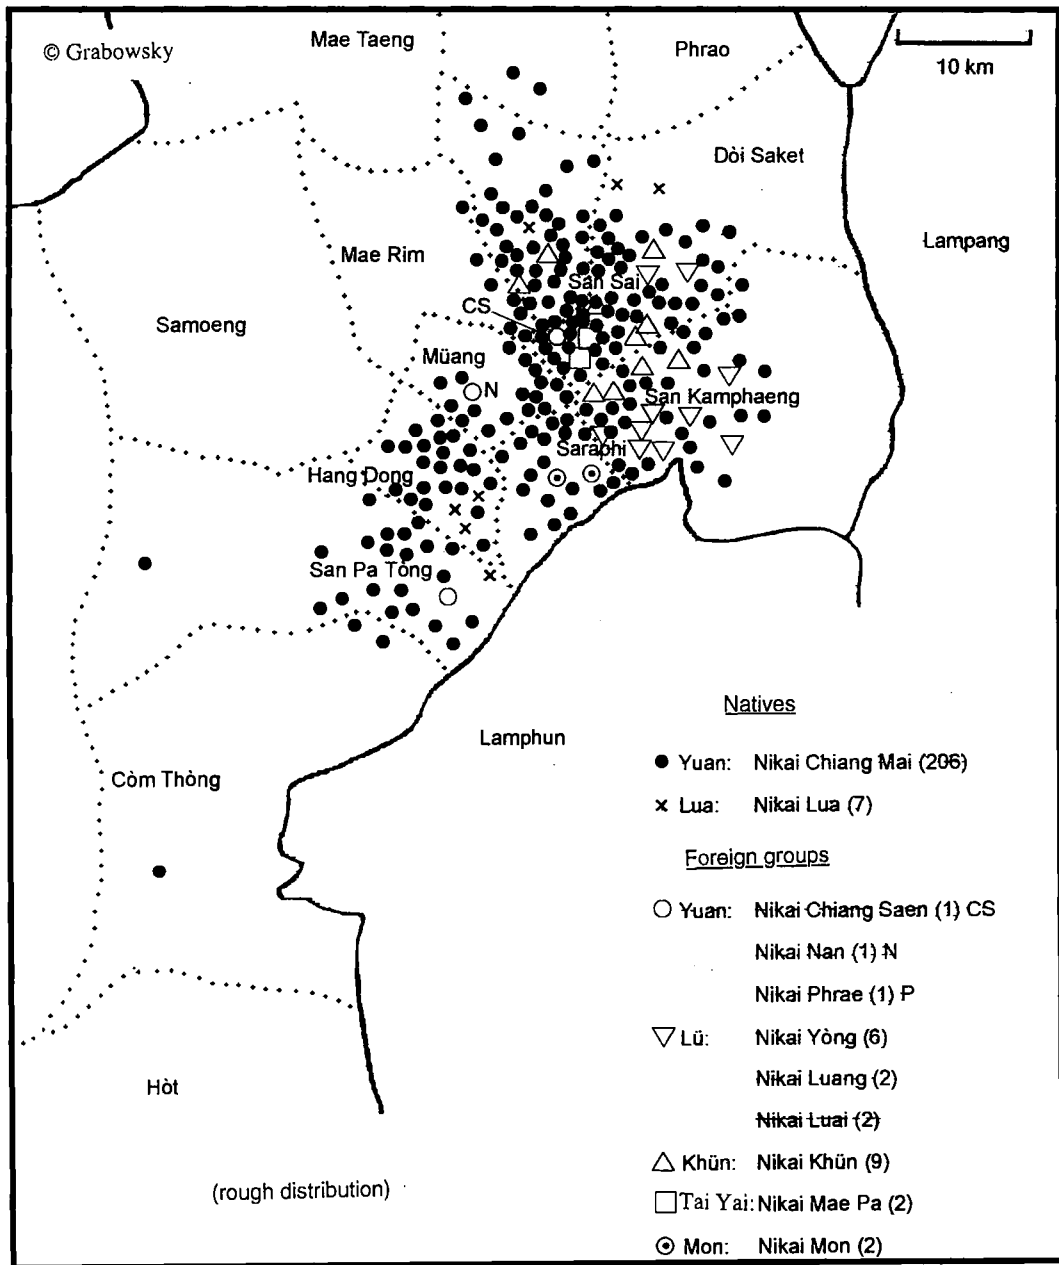 © Grabowsky
Mae Taeng
Phrao
10 km
Dòi Saket
Lampang
Mae Rim
San Sai
Samoeng
CS
Müang
N
San Kamphaeng
Saraphi
Hang Dong
San Pa Tòng
Lamphun
Còm Thòng
Hòt
(rough distribution)
Natives
Yuan: Nikai Chiang Mai (206)
Lua: Nikai Lua (7)
Foreign groups
Yuan: Nikai Chiang Saen (1) CS
Nikai Nan (1) N
Nikai Phrae (1) P
Lü: Nikai Yòng (6)
Nikai Luang (2)
Nikai Luai (2)
Khün: Nikai Khün (9)
Tai Yai: Nikai Mae Pa (2)
Mon: Nikai Mon (2)